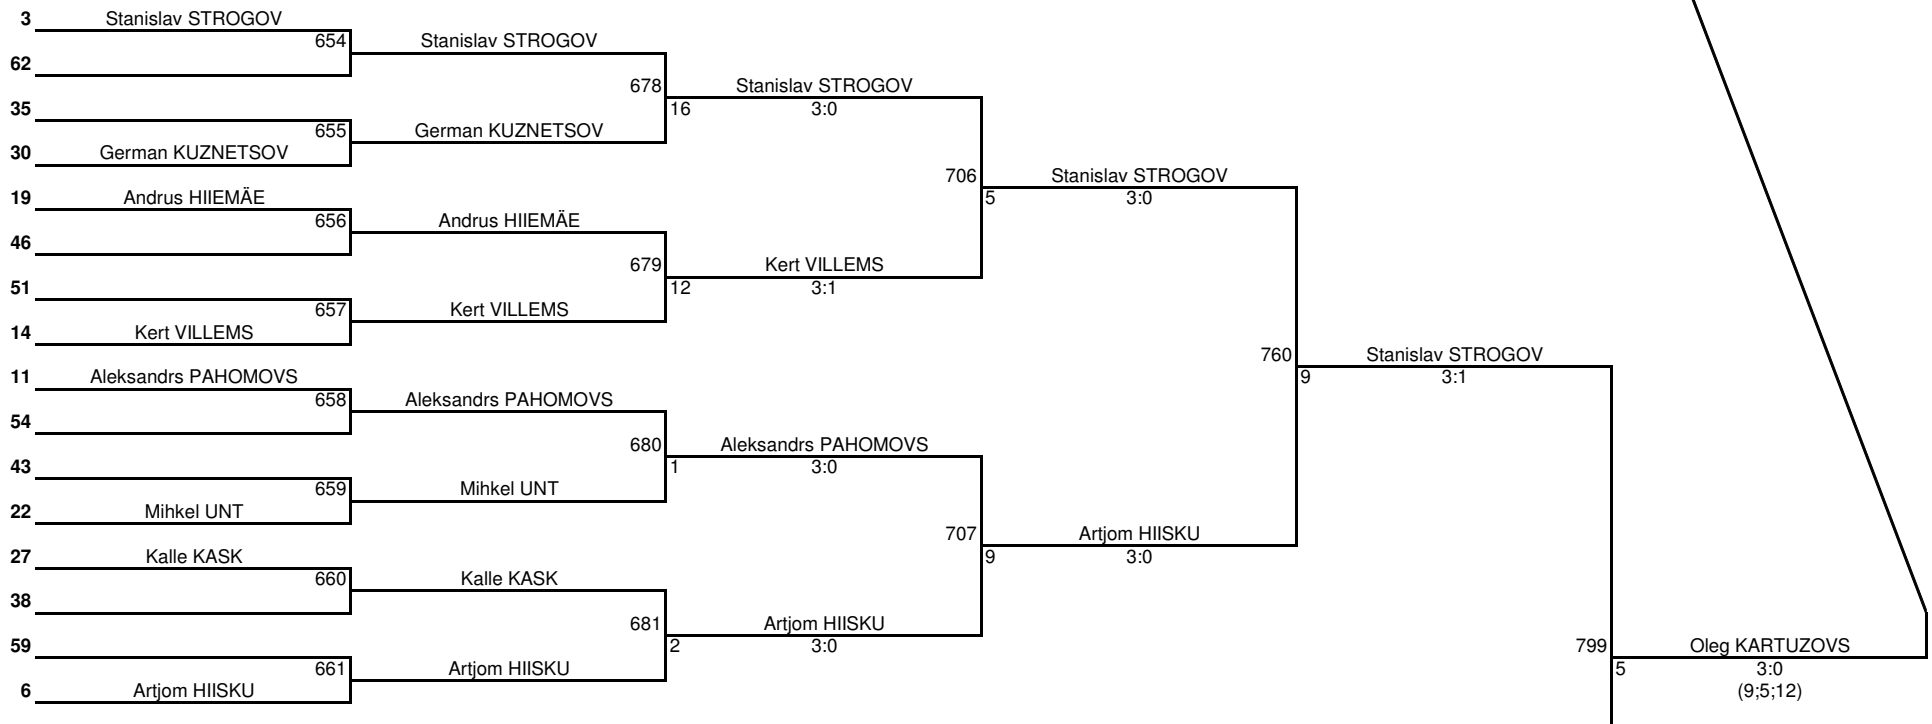 3 Stanislav STROGOV
654 Stanislav STROGOV
62
678 Stanislav STROGOV
35 16 3:0
655 German KUZNETSOV
30 German KUZNETSOV
706 Stanislav STROGOV
19 Andrus HIIEMÄE 5 3:0
656 Andrus HIIEMÄE
46
679 Kert VILLEMS
51 12 3:1
657 Kert VILLEMS
14 Kert VILLEMS
760 Stanislav STROGOV
11 Aleksandrs PAHOMOVS 9 3:1
658 Aleksandrs PAHOMOVS
54
680 Aleksandrs PAHOMOVS
43 1 3:0
659 Mihkel UNT
22 Mihkel UNT
707 Artjom HIISKU
27 Kalle KASK 9 3:0
660 Kalle KASK
38
681 Artjom HIISKU
59 2 3:0 799 Oleg KARTUZOVS
661 Artjom HIISKU 5 3:0
6 Artjom HIISKU (9;5;12)